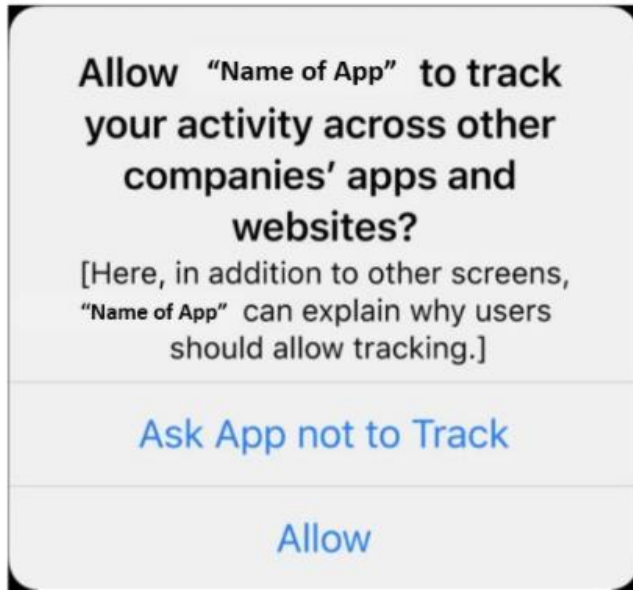 Allow “Name of App” to track
your activity across other
companies’ apps and
websites?
[Here, in addition to other screens,
“Name of App” can explain why users
should allow tracking.]
Ask App not to Track
Allow